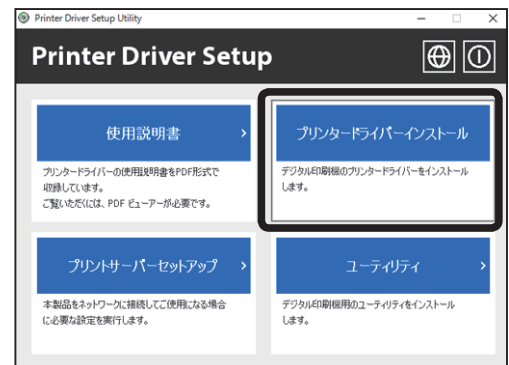 Printer Driver Setup Utility
Printer Driver Setup
使用説明書
プリンタードライバーインストール
プリンタードライバーの使用説明書をPDF形式で
収録しています。
ご覧いただくには、PDF ビューアーが必要です。
デジタル印刷機のプリンタードライバーをインストール
します。
プリントサーバーセットアップ
ユーティリティ
本製品をネットワークに接続してご使用になる場合
に必要な設定を実行します。
デジタル印刷機用のユーティリティをインストール
します。